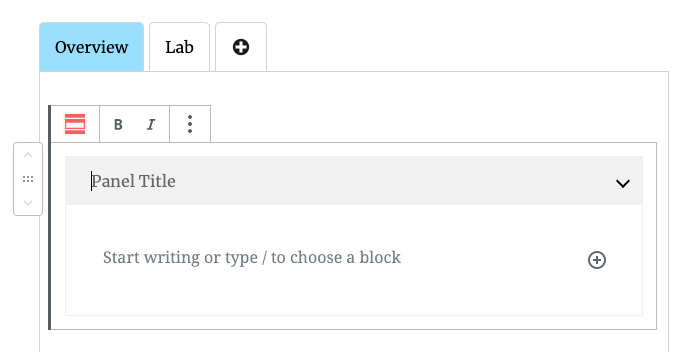 Overview Lab
B I
Panel Title
Start writing or type / to choose a block